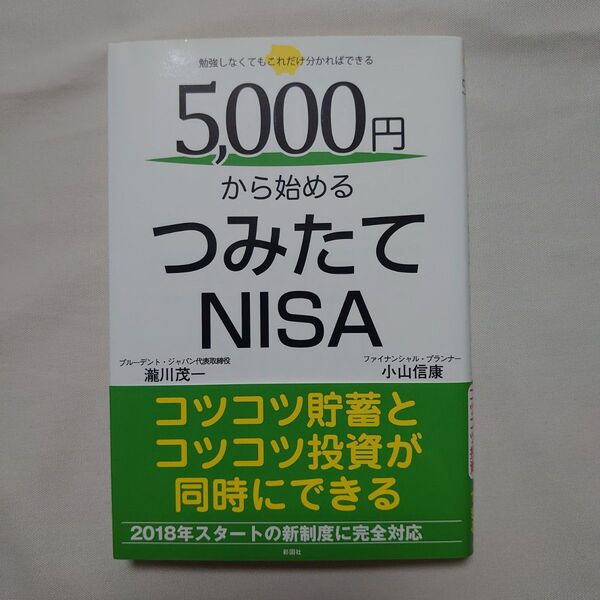 勉強しなくてもこれだけ分かればできる
5,000円
から始める
つみたて
NISA
プルーデント・ジャパン代表取締役
瀧川茂一
ファイナンシャル・プランナー
小山信康
コツコツ貯蓄と
コツコツ投資が
同時にできる
2018年スタートの新制度に完全対応
彩図社